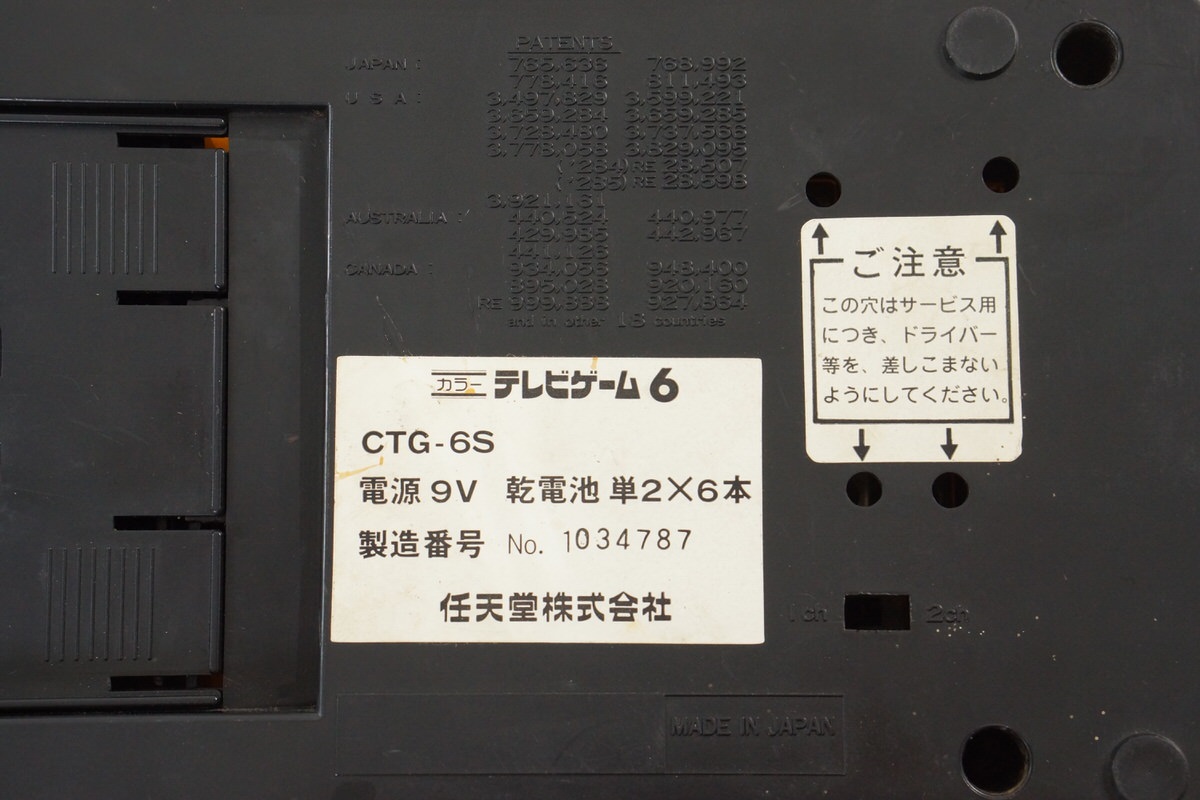 PATENTS
JAPAN : 765,636 768,992
778,416 811,493
U S A : 3,497,829 3,599,221
3,659,284 3,659,285
3,728,480 3,737,566
3,778,058 3,829,095
('284) RE 28,507
('285) RE 28,598
3,921,161
AUSTRALIA : 440,524 440,977
429,955 442,967
441,126
CANADA : 934,056 948,400
895,028 920,160
RE 999,898 927,864
and in other 18 countries
カラー テレビゲーム 6
CTG-6S
電源 9V 乾電池 単2×6本
製造番号 No. 1034787
任天堂株式会社
ご注意
この穴はサービス用
につき、ドライバー
等を、差しこまない
ようにしてください。
1ch 2ch
MADE IN JAPAN